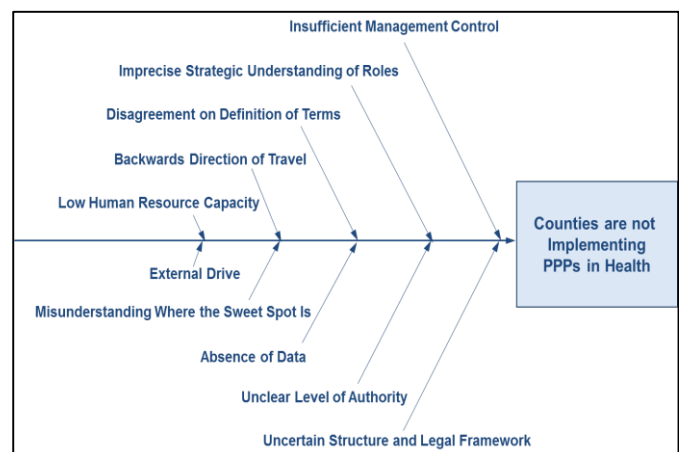 Insufficient Management Control
Imprecise Strategic Understanding of Roles
Disagreement on Definition of Terms
Backwards Direction of Travel
Low Human Resource Capacity
Counties are not
Implementing
PPPs in Health
External Drive
Misunderstanding Where the Sweet Spot Is
Absence of Data
Unclear Level of Authority
Uncertain Structure and Legal Framework